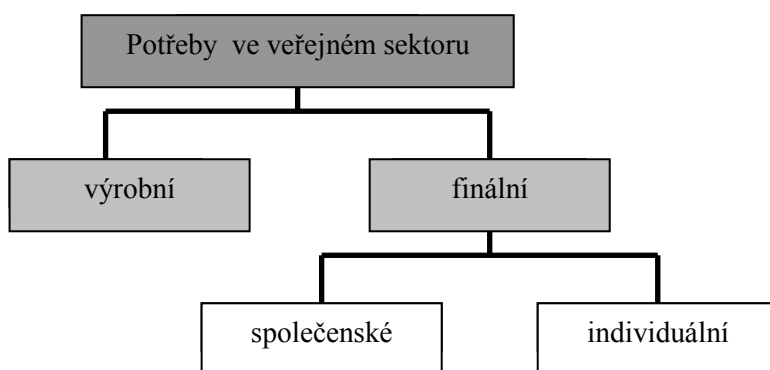 Potřeby ve veřejném sektoru
výrobní
finální
společenské
individuální